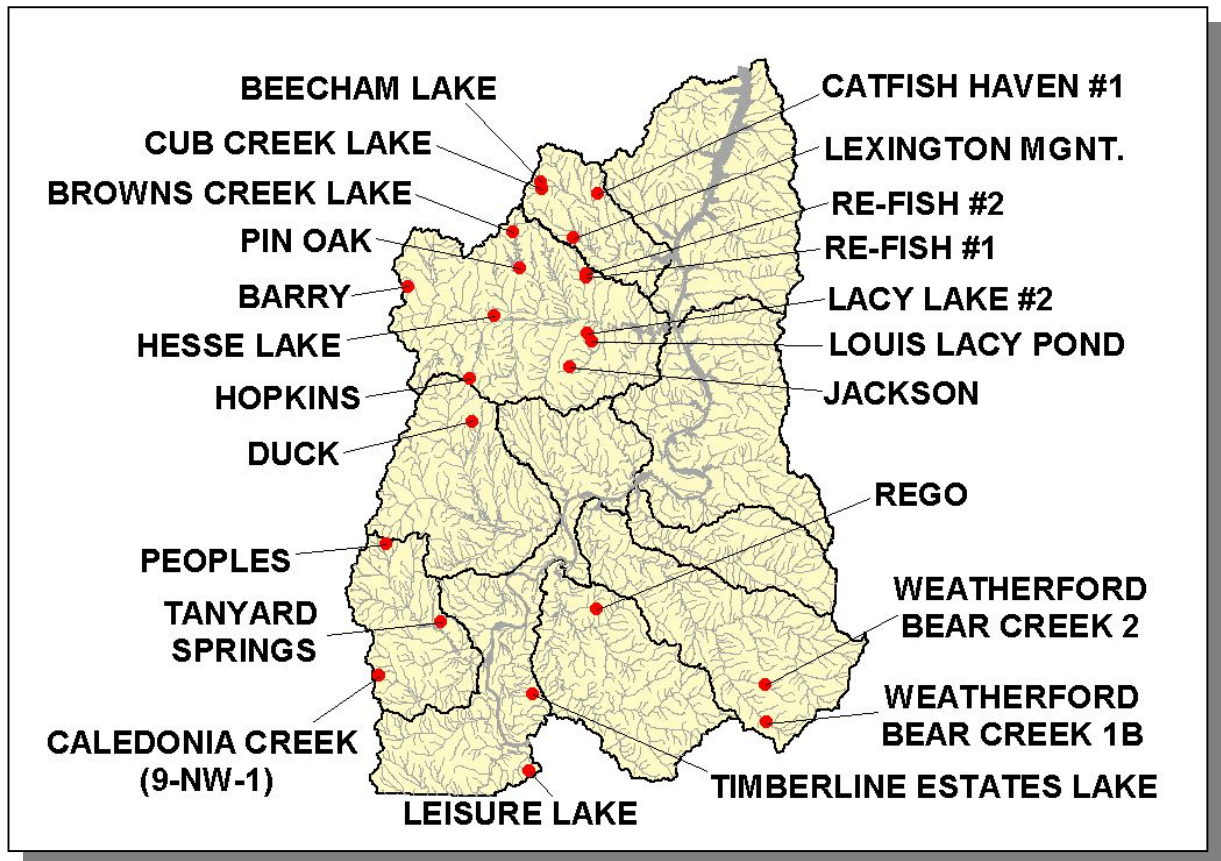 BEECHAM LAKE
CUB CREEK LAKE
BROWNS CREEK LAKE
PIN OAK
BARRY
HESSE LAKE
HOPKINS
DUCK
PEOPLES
TANYARD
SPRINGS
CALEDONIA CREEK
(9-NW-1)
LEISURE LAKE
CATFISH HAVEN #1
LEXINGTON MGNT.
RE-FISH #2
RE-FISH #1
LACY LAKE #2
LOUIS LACY POND
JACKSON
REGO
WEATHERFORD
BEAR CREEK 2
WEATHERFORD
BEAR CREEK 1B
TIMBERLINE ESTATES LAKE